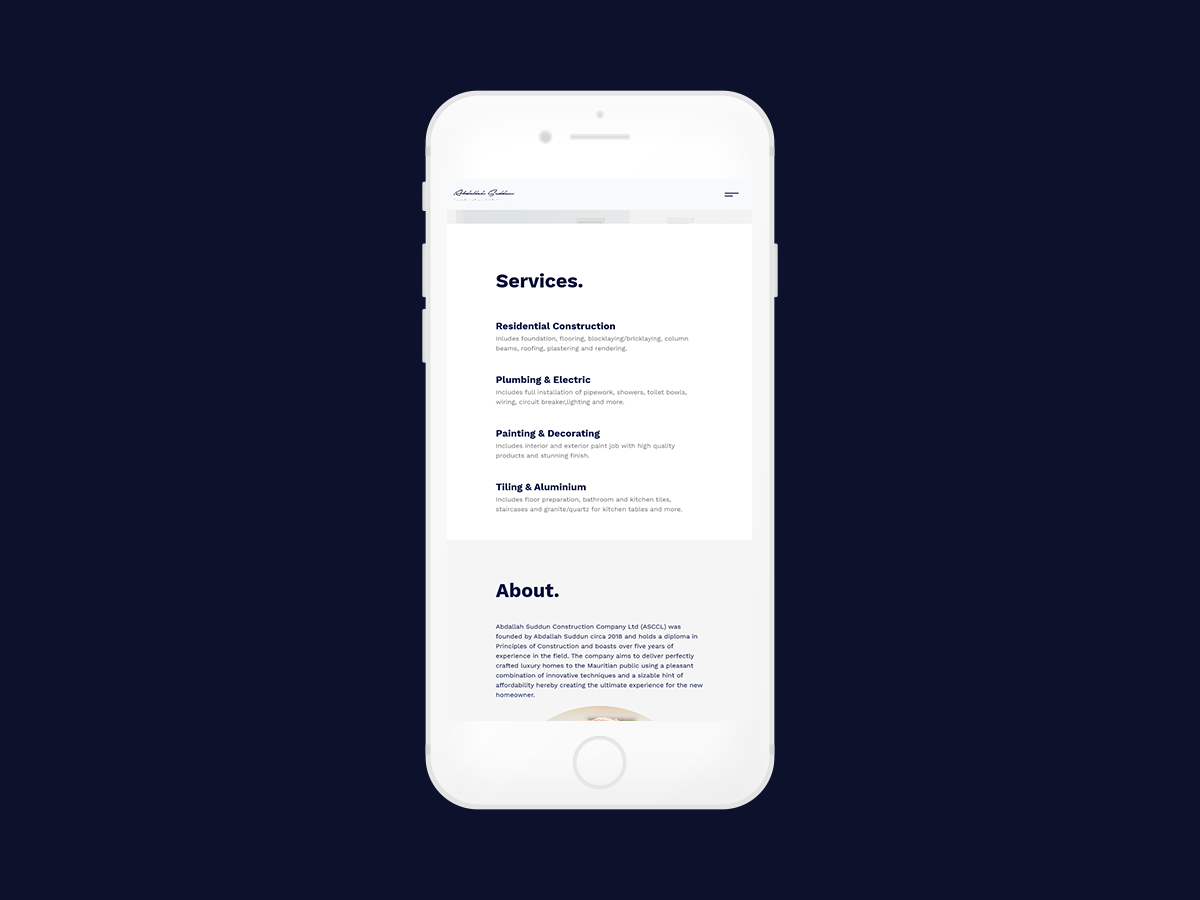 Abdallah Suddun
Services.
Residential Construction
Inludes foundation, flooring, blocklaying/bricklaying, column
beams, roofing, plastering and rendering.
Plumbing & Electric
Includes full installation of pipework, showers, toilet bowls,
wiring, circuit breaker,lighting and more.
Painting & Decorating
Includes interior and exterior paint job with high quality
products and stunning finish.
Tiling & Aluminium
Includes floor preparation, bathroom and kitchen tiles,
staircases and granite/quartz for kitchen tables and more.
About.
Abdallah Suddun Construction Company Ltd (ASCCL) was
founded by Abdallah Suddun circa 2018 and holds a diploma in
Principles of Construction and boasts over five years of
experience in the field. The company aims to deliver perfectly
crafted luxury homes to the Mauritian public using a pleasant
combination of innovative techniques and a sizable hint of
affordability hereby creating the ultimate experience for the new
homeowner.